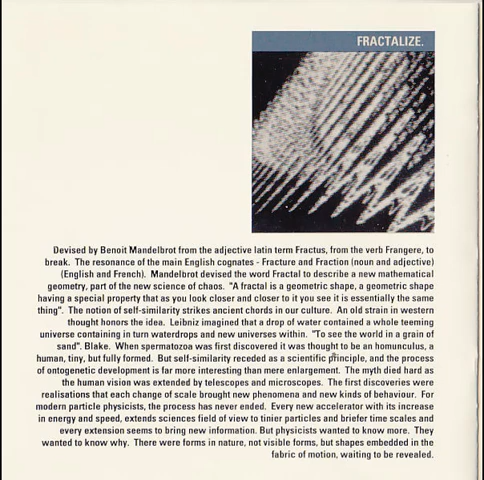 FRACTALIZE.
Devised by Benoit Mandelbrot from the adjective latin term Fractus, from the verb Frangere, to
break. The resonance of the main English cognates - Fracture and Fraction (noun and adjective)
(English and French). Mandelbrot devised the word Fractal to describe a new mathematical
geometry, part of the new science of chaos. "A fractal is a geometric shape, a geometric shape
having a special property that as you look closer and closer to it you see it is essentially the same
thing". The notion of self-similarity strikes ancient chords in our culture. An old strain in western
thought honors the idea. Leibniz imagined that a drop of water contained a whole teeming
universe containing in turn waterdrops and new universes within. "To see the world in a grain of
sand". Blake. When spermatozoa was first discovered it was thought to be an homunculus, a
human, tiny, but fully formed. But self-similarity receded as a scientific principle, and the process
of ontogenetic development is far more interesting than mere enlargement. The myth died hard as
the human vision was extended by telescopes and microscopes. The first discoveries were
realisations that each change of scale brought new phenomena and new kinds of behaviour. For
modern particle physicists, the process has never ended. Every new accelerator with its increase
in energy and speed, extends sciences field of view to tinier particles and briefer time scales and
every extension seems to bring new information. But physicists wanted to know more. They
wanted to know why. There were forms in nature, not visible forms, but shapes embedded in the
fabric of motion, waiting to be revealed.